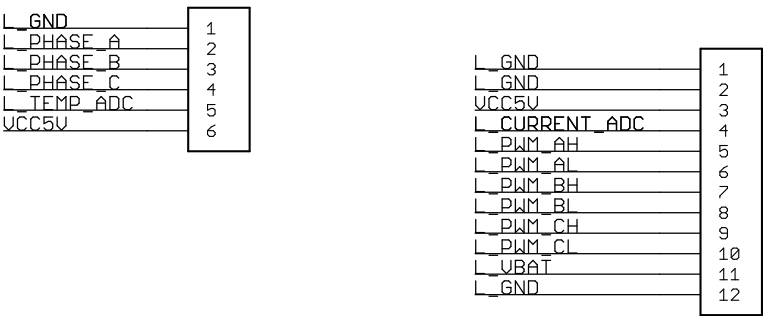 L_GND 1
L_PHASE_A 2
L_PHASE_B 3
L_PHASE_C 4
L_TEMP_ADC 5
VCC5V 6
L_GND 1
L_GND 2
VCC5V 3
L_CURRENT_ADC 4
L_PWM_AH 5
L_PWM_AL 6
L_PWM_BH 7
L_PWM_BL 8
L_PWM_CH 9
L_PWM_CL 10
L_VBAT 11
L_GND 12